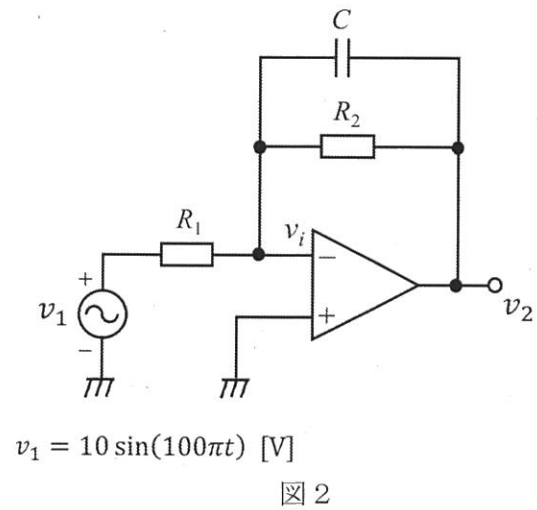 C
R₂
R₁
vᵢ
−
+
v₁
+
−
v₂
v₁ = 10 sin(100πt) [V]
図2